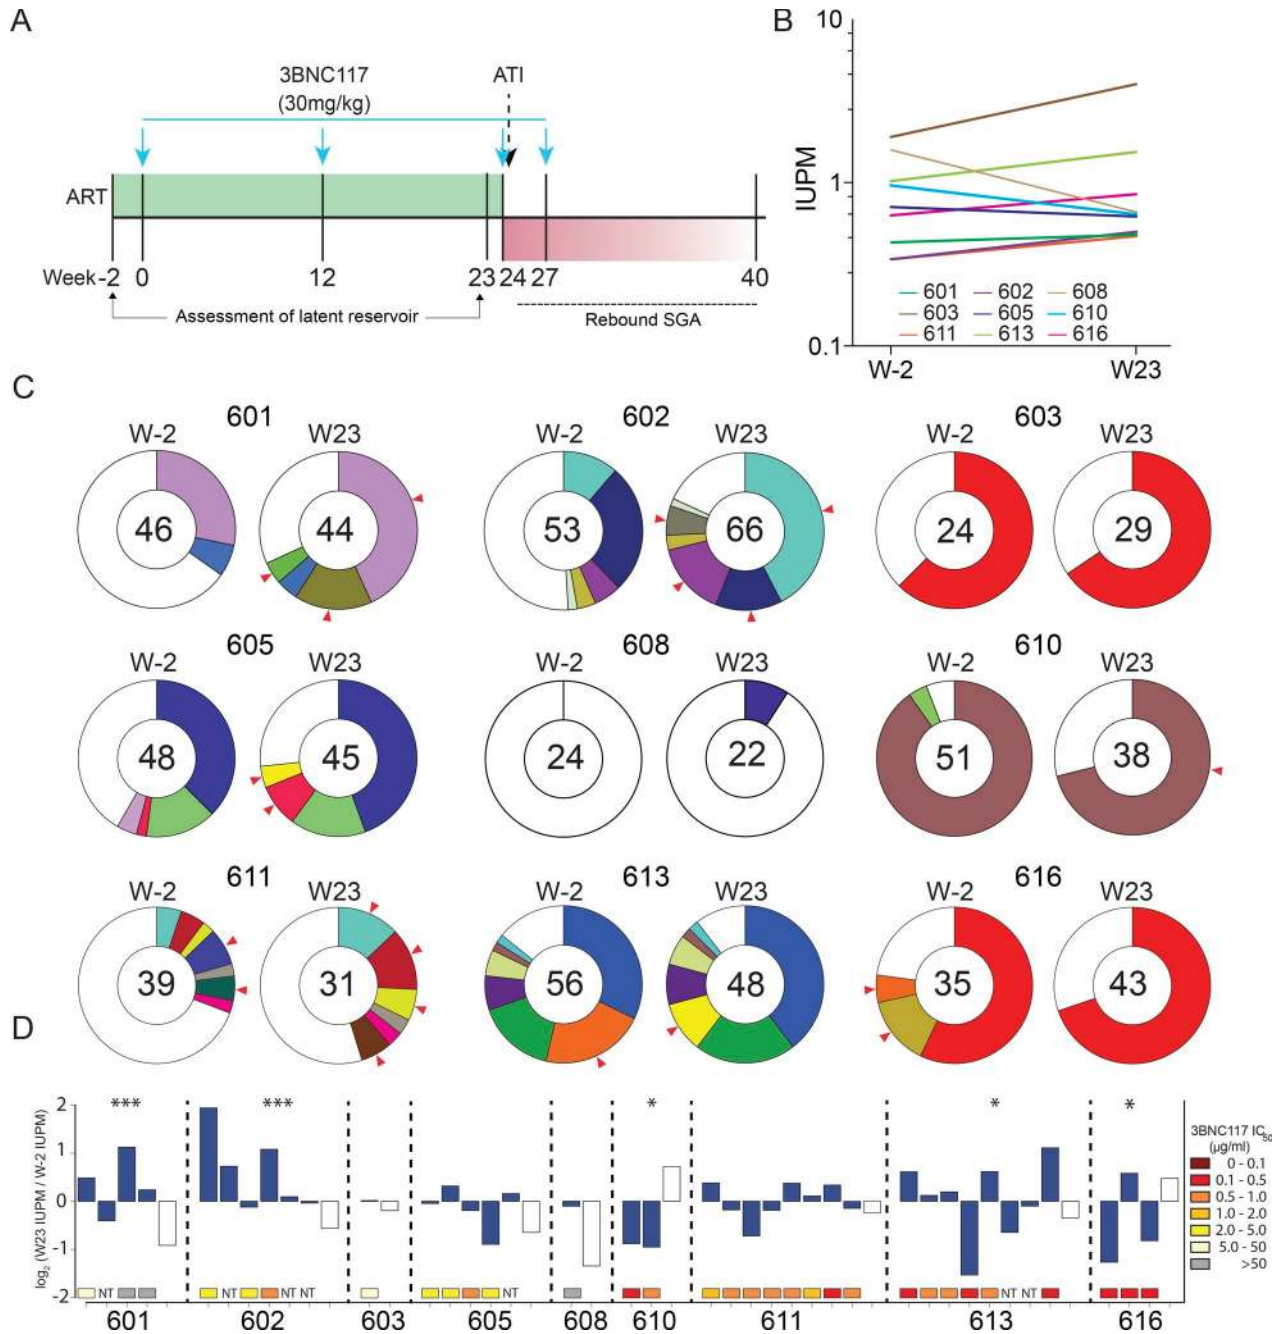 A
3BNC117
(30mg/kg)
ATI
ART
Week -2 0 12 23 24 27 40
Assessment of latent reservoir
Rebound SGA
B
10
1
0.1
IUPM
W-2 W23
601 602 608
603 605 610
611 613 616
C
601 602 603
W-2 W23 W-2 W23 W-2 W23
46 44 53 66 24 29
605 608 610
W-2 W23 W-2 W23 W-2 W23
48 45 24 22 51 38
611 613 616
W-2 W23 W-2 W23 W-2 W23
39 31 56 48 35 43
D
log2 (W23 IUPM / W-2 IUPM)
2
1
0
-1
-2
*** *** * * *
NT NT NT NT NT NT NT
601 602 603 605 608 610 611 613 616
3BNC117 IC50
(µg/ml)
0 - 0.1
0.1 - 0.5
0.5 - 1.0
1.0 - 2.0
2.0 - 5.0
5.0 - 50
>50